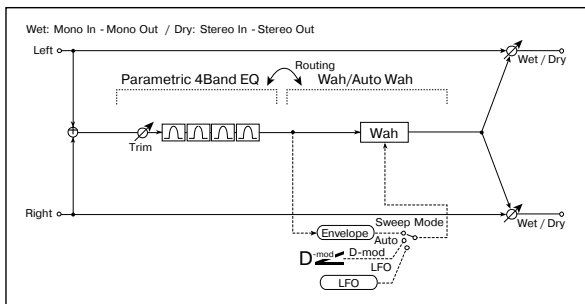 Wet: Mono In - Mono Out / Dry: Stereo In - Stereo Out
Left
Wet / Dry
Routing
Parametric 4Band EQ
Wah/Auto Wah
Trim
Wah
Right
Wet / Dry
Sweep Mode
Envelope
Auto
D-mod
D-mod
LFO
LFO